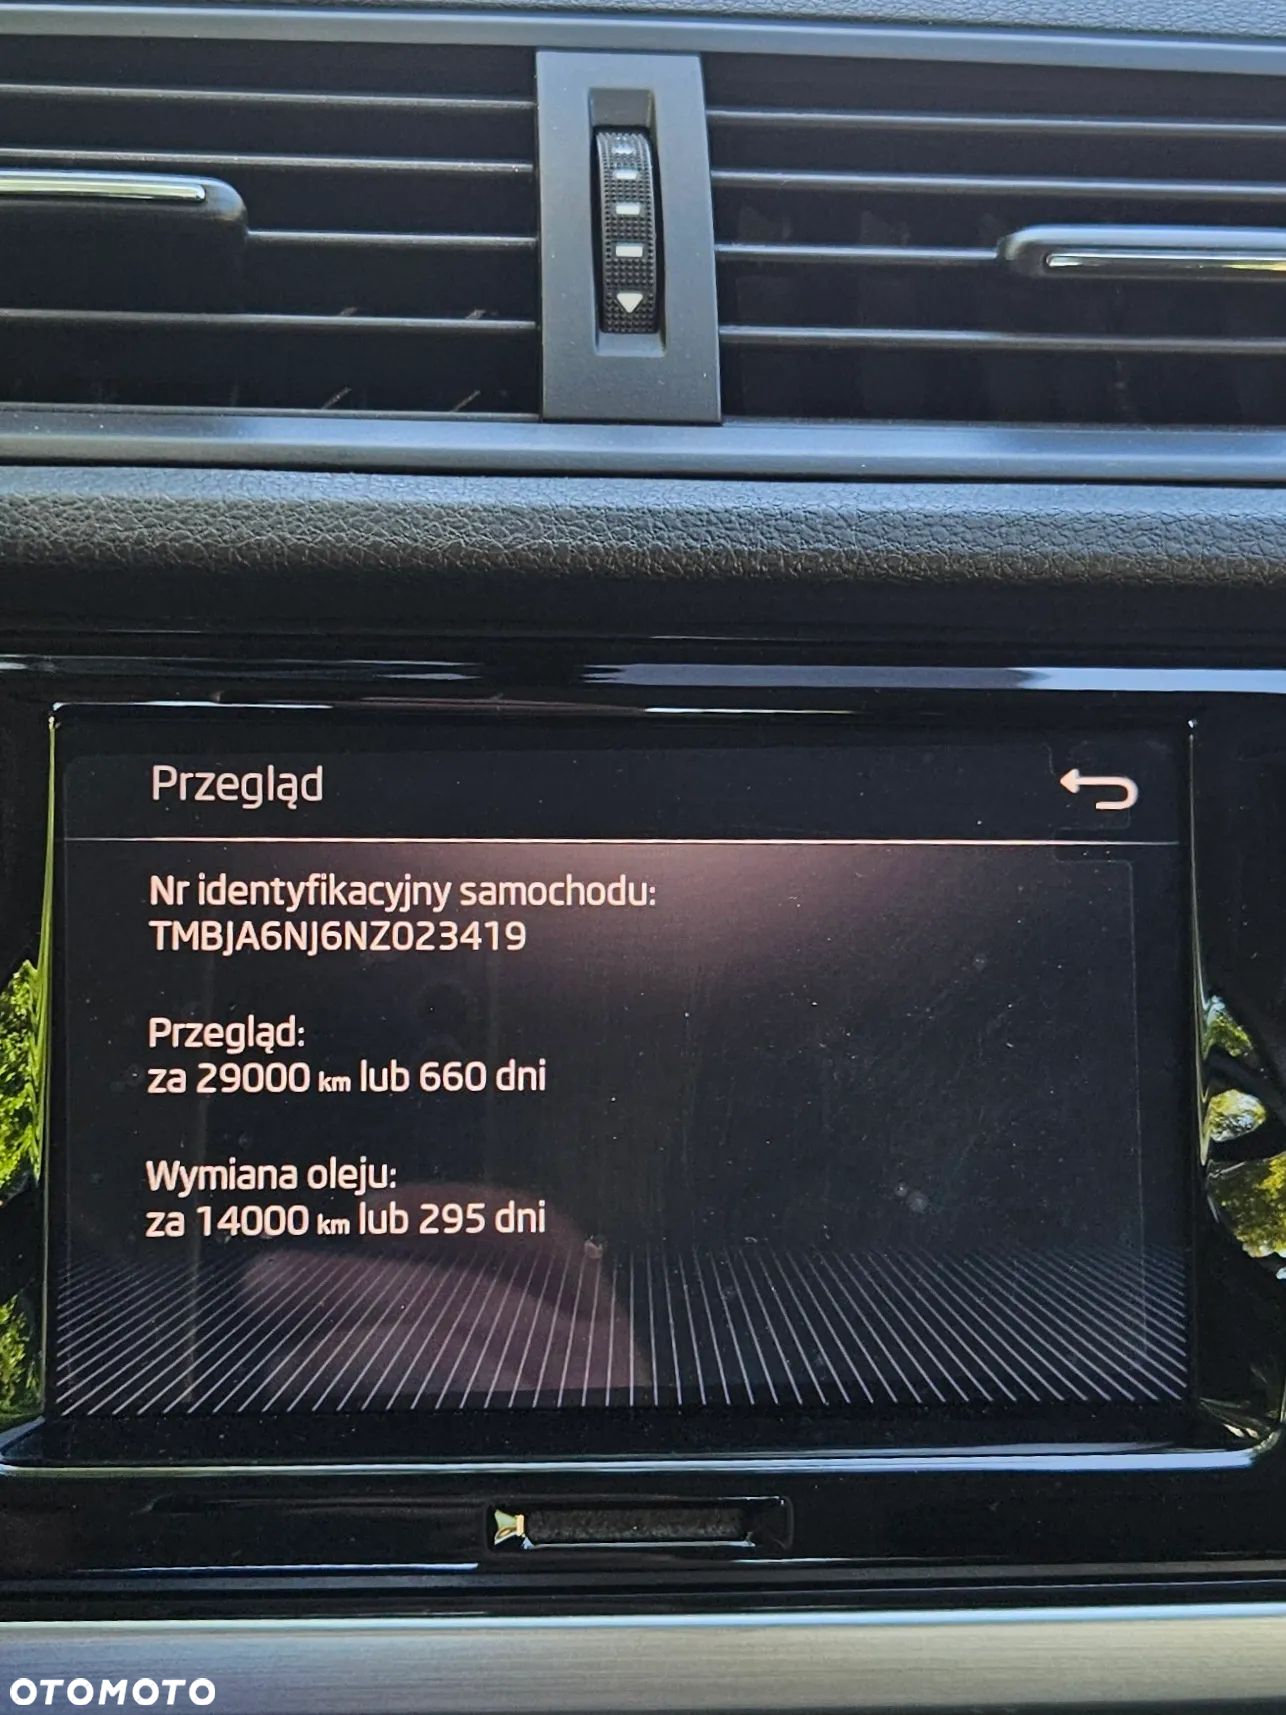 Przegląd
Nr identyfikacyjny samochodu:
TMBJA6NJ6NZ023419
Przegląd:
za 29000 km lub 660 dni
Wymiana oleju:
za 14000 km lub 295 dni
OTOMOTO